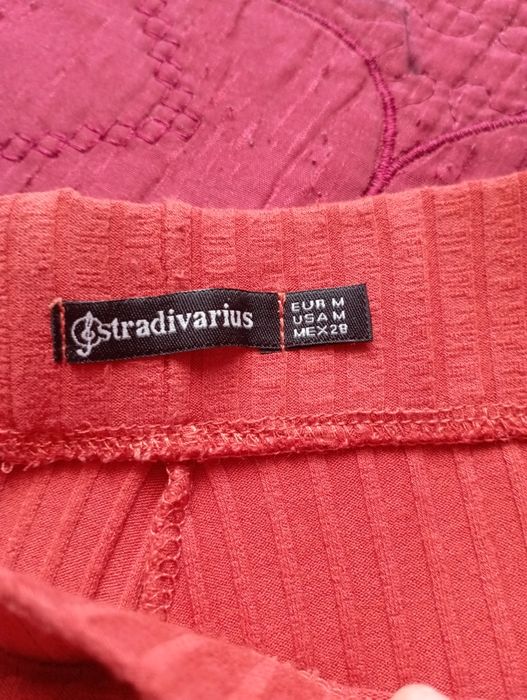 stradivarius
EUR M
USA M
MEX 28